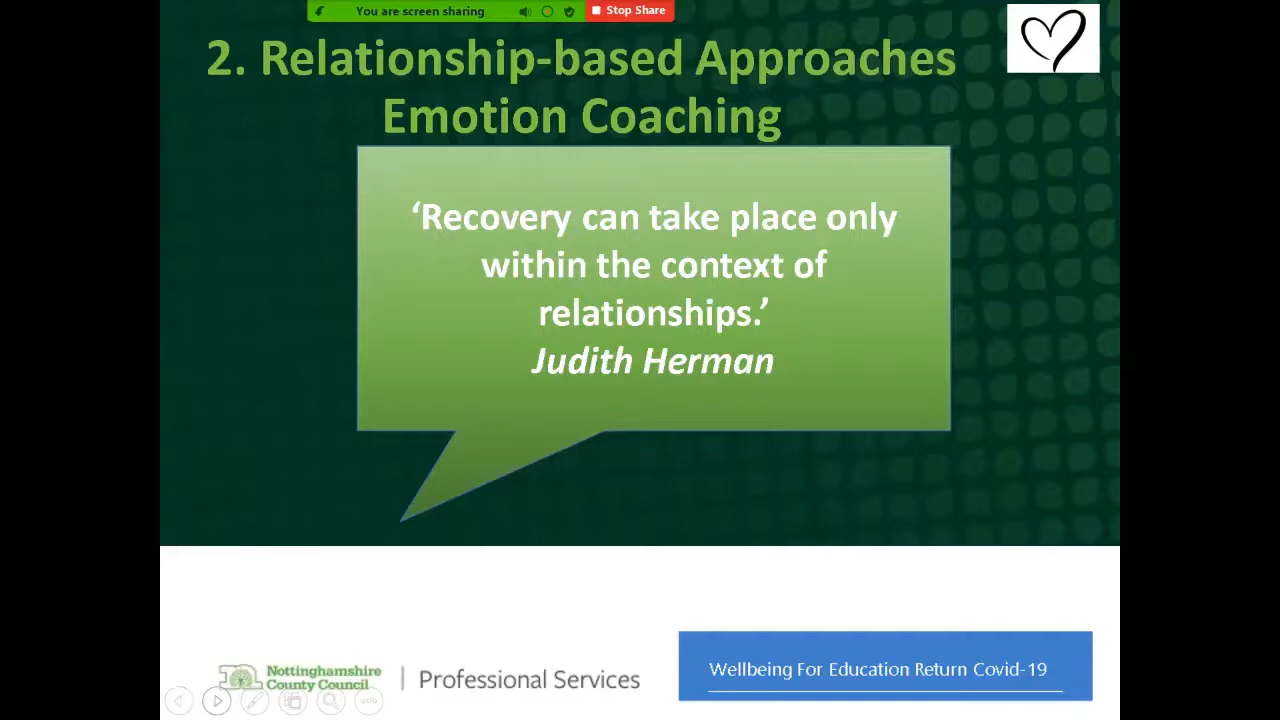 You are screen sharing
Stop Share
2. Relationship-based Approaches
Emotion Coaching
‘Recovery can take place only
within the context of
relationships.’
Judith Herman
Nottinghamshire
County Council
Professional Services
Wellbeing For Education Return Covid-19